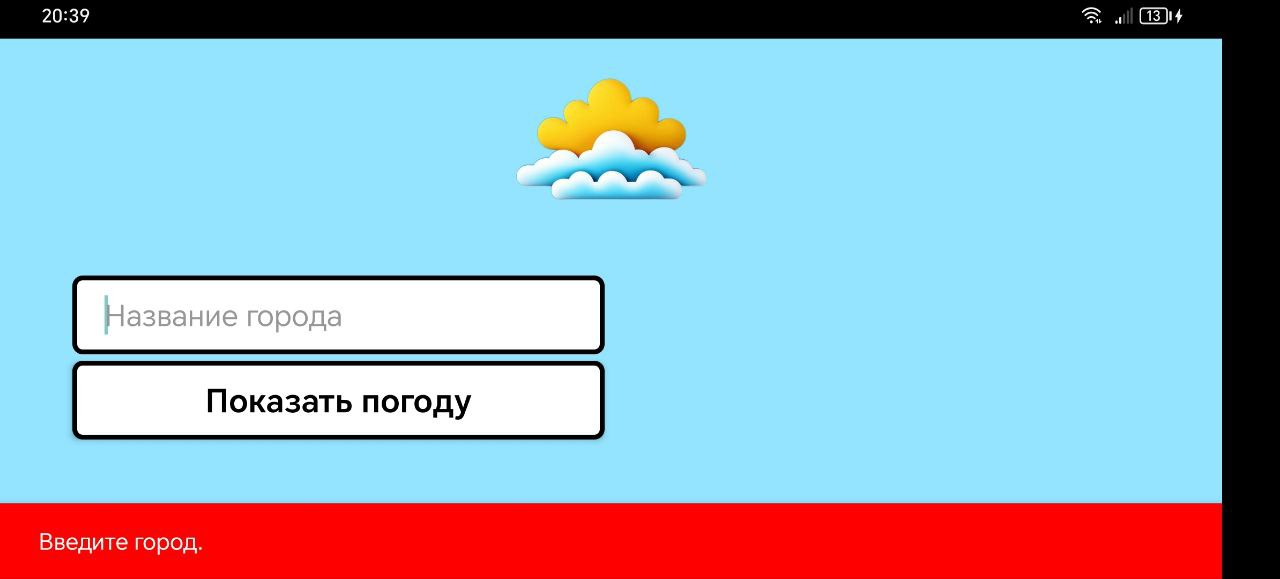 20:39
13
Название города
Показать погоду
Введите город.